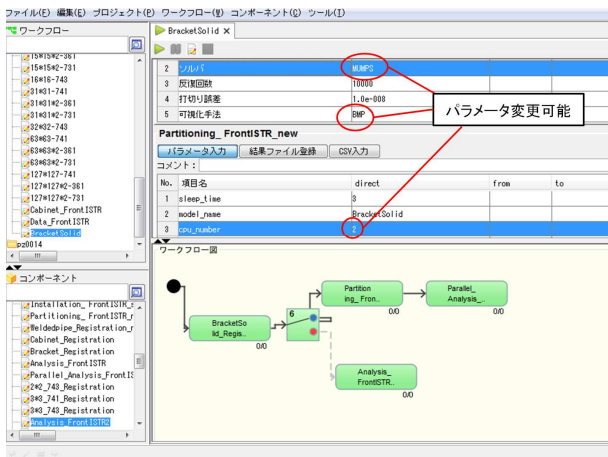 ファイル(F) 編集(E) プロジェクト(P) ワークフロー(W) コンポーネント(C) ツール(T)
ワークフロー
15*15*2-361
15*15*2-731
16*16-743
31*31-741
31*31*2-361
31*31*2-731
32*32-743
63*63-741
63*63*2-361
63*63*2-731
127*127-741
127*127*2-361
127*127*2-731
Cabinet_FrontISTR
Data_FrontISTR
BracketSolid
pz0014
コンポーネント
Installation_ FrontISTR_
Partitioning_ FrontISTR_r
Weldedpipe_Registration_r
Cabinet_Registration
Bracket_Registration
Analysis_FrontISTR
Parallel_Analysis_FrontIS
2*2_743_Registration
3*3_741_Registration
3*3_743_Registration
Analysis_FrontISTR2
BracketSolid
2 ソルバ MUMPS
3 反復回数 10000
4 打切り誤差 1.0e-008
5 可視化手法 BMP
パラメータ変更可能
Partitioning_ FrontISTR_new
パラメータ入力 結果ファイル登録 CSV入力
コメント：
No. 項目名 direct from to
1 sleep_time 3
2 model_name BracketSolid
3 cpu_number 2
ワークフロー図
Partition
ing_ Fron..
0/0
Parallel_
Analysis_..
0/0
BracketSo
lid_Regis..
0/0
6
Analysis_
FrontISTR..
0/0